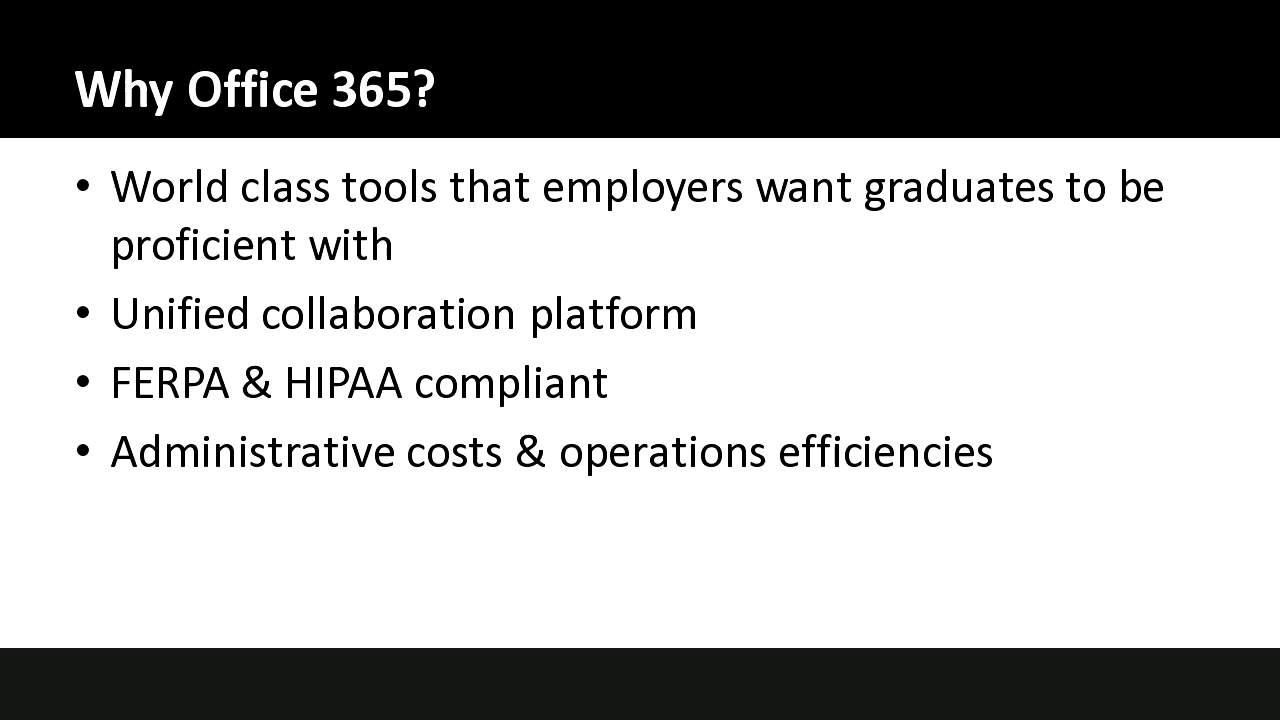 Why Office 365?
• World class tools that employers want graduates to be
proficient with
• Unified collaboration platform
• FERPA & HIPAA compliant
• Administrative costs & operations efficiencies